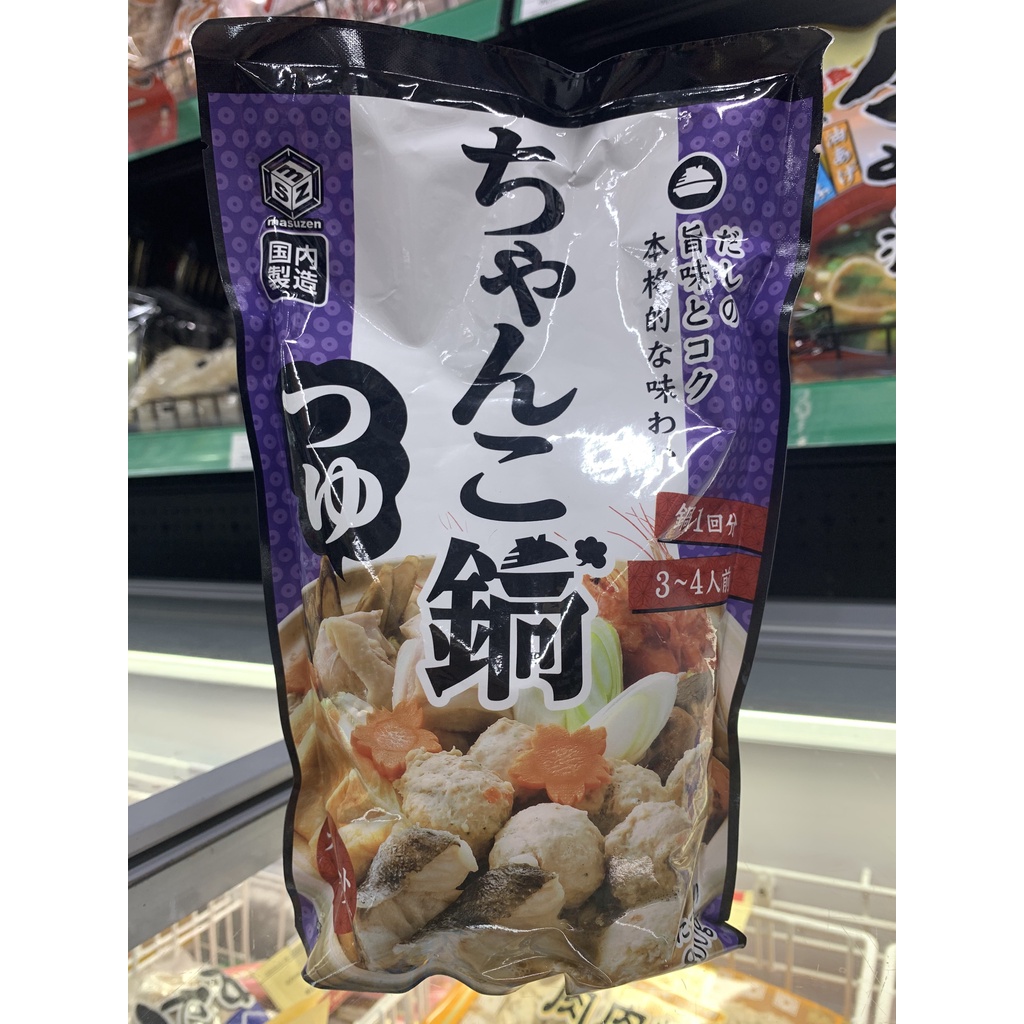 msz
masuzen
国内
製造
ちゃんこ鍋
つゆ
だしの
旨味とコク
本格的な味わ
鍋1回分
3~4人前